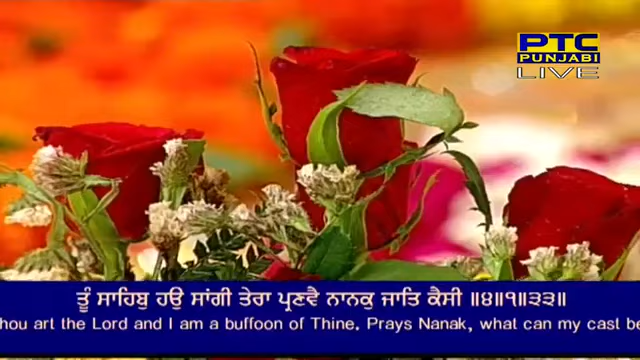 PTC
PUNJABI
LIVE
ਤੂੰ ਸਾਹਿਬੁ ਹਉ ਸਾਂਗੀ ਤੇਰਾ ਪ੍ਰਣਵੈ ਨਾਨਕੁ ਜਾਤਿ ਕੈਸੀ ॥੪॥੧॥੩੩॥
hou art the Lord and I am a buffoon of Thine. Prays Nanak, what can my cast be